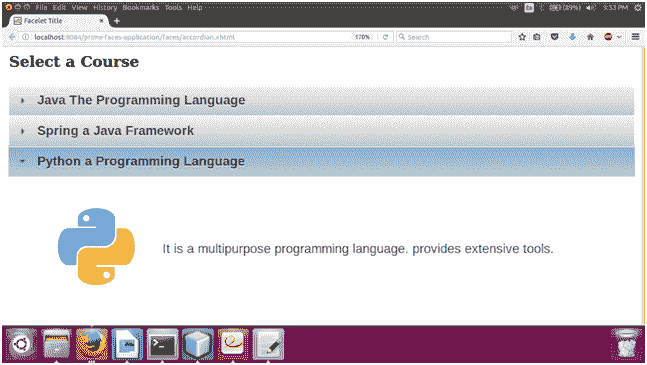 File Edit View History Bookmarks Tools Help
En (89%) 9:53 PM
Facelet Title
localhost:8084/prime-faces-application/faces/accordian.xhtml 170% Search
Select a Course
Java The Programming Language
Spring a Java Framework
Python a Programming Language
It is a multipurpose programming language. provides extensive tools.